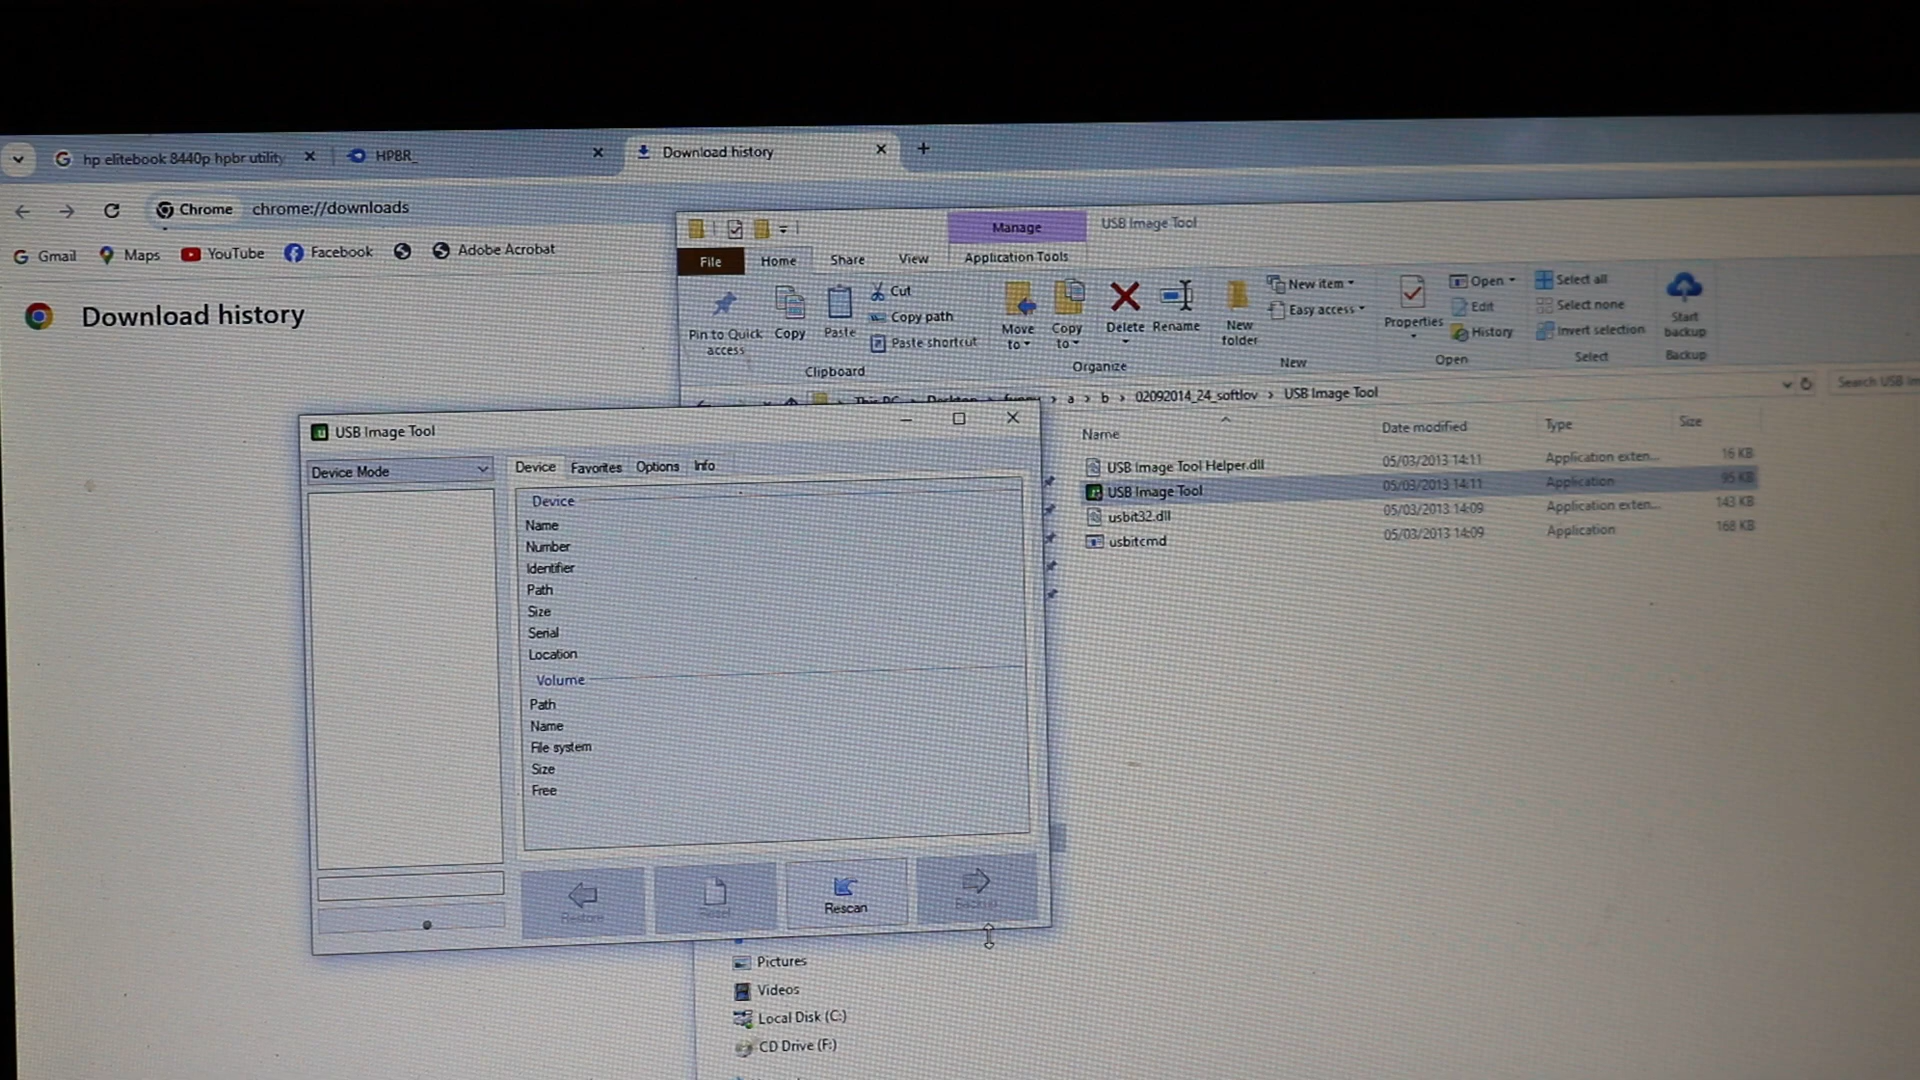 hp elitebook 8440p hpbr utility
HPBR_
Download history
Chrome
chrome://downloads
Gmail
Maps
YouTube
Facebook
Adobe Acrobat
Download history
Manage
USB Image Tool
File
Home
Share
View
Application Tools
Pin to Quick access
Copy
Paste
Cut
Copy path
Paste shortcut
Clipboard
Move to
Copy to
Delete
Rename
Organize
New folder
New item
Easy access
New
Properties
Open
Edit
History
Open
Select all
Select none
Invert selection
Select
Start backup
Backup
a > b > 02092014_24_softlov > USB Image Tool
Name
Date modified
Type
Size
USB Image Tool Helper.dll 05/03/2013 14:11 Application exten... 16 KB
USB Image Tool 05/03/2013 14:11 Application 95 KB
usbit32.dll 05/03/2013 14:09 Application exten... 143 KB
usbitcmd 05/03/2013 14:09 Application 168 KB
USB Image Tool
Device Mode
Device
Favorites
Options
Info
Device
Name
Number
Identifier
Path
Size
Serial
Location
Volume
Path
Name
File system
Size
Free
Restore
Reset
Rescan
Backup
Pictures
Videos
Local Disk (C:)
CD Drive (F:)